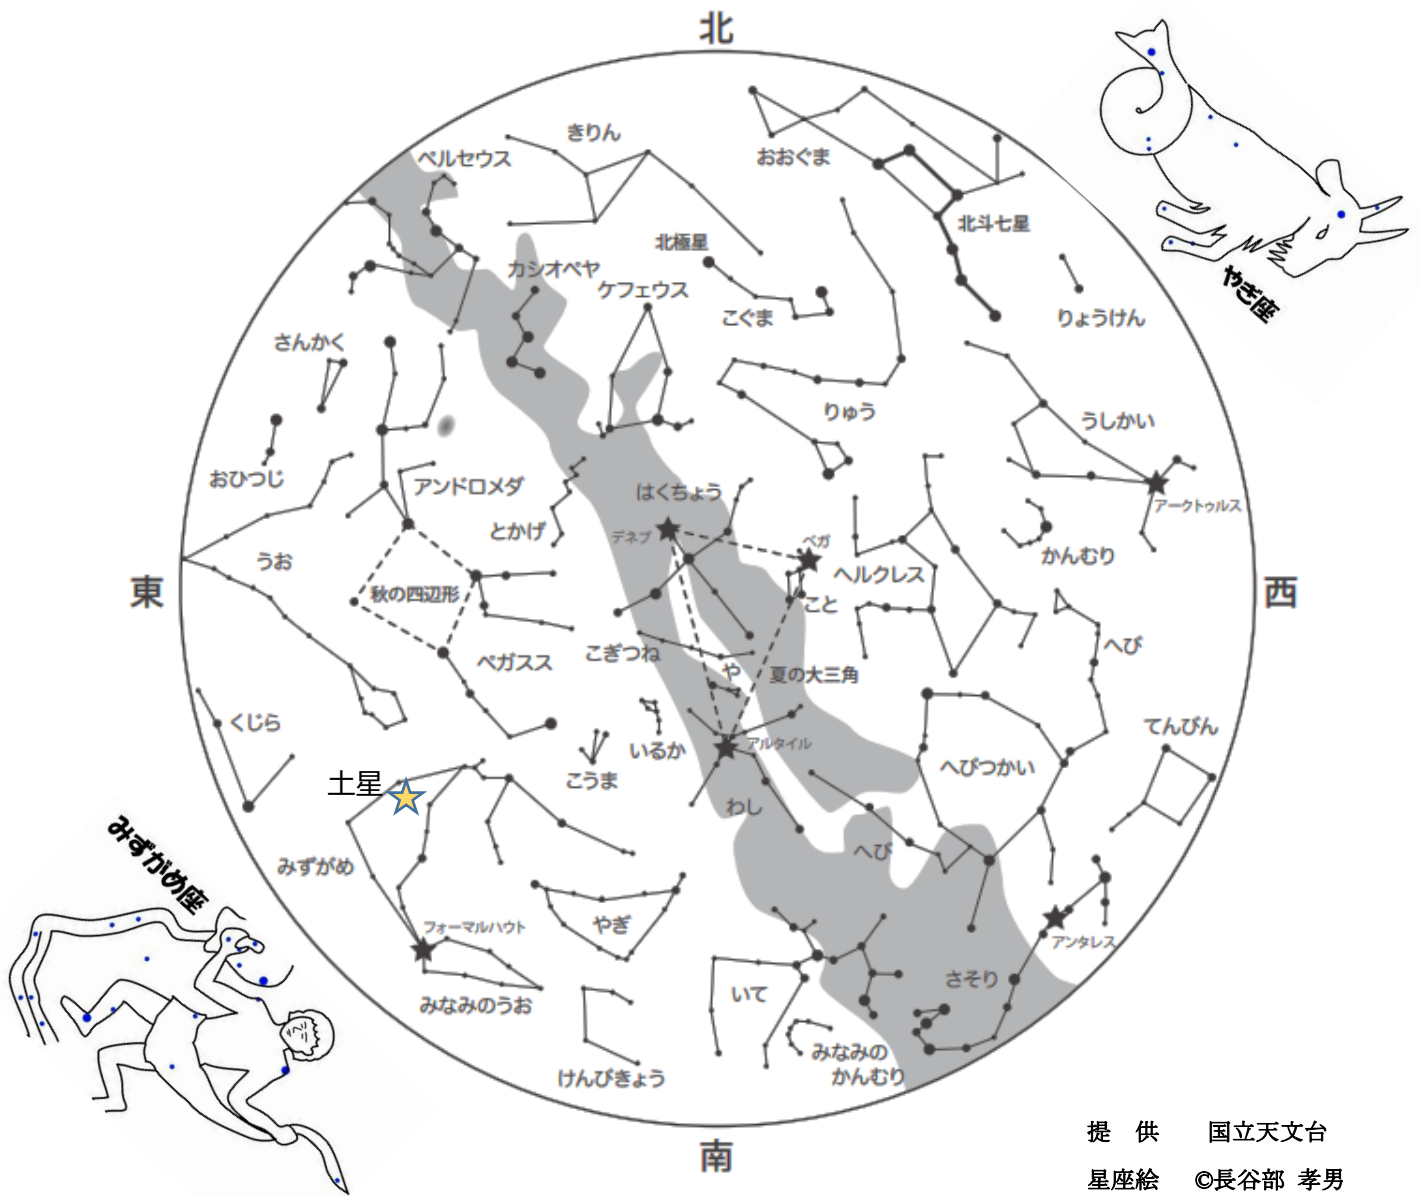 北
きりん
ペルセウス
おおぐま
北斗七星
北極星
カシオペヤ
ケフェウス
こぐま
りょうけん
やぎ座
さんかく
りゅう
うしかい
おひつじ
アンドロメダ
はくちょう
アークトゥルス
とかげ
デネブ
ベガ
かんむり
うお
ヘルクレス
東
秋の四辺形
こと
西
こぎつね
ペガスス
や
夏の大三角
へび
くじら
いるか
アルタイル
てんびん
こうま
へびつかい
土星
わし
みずがめ
へび
みずがめ座
やぎ
フォーマルハウト
アンタレス
さそり
いて
みなみのうお
みなみの
かんむり
けんびきょう
南
提 供 国立天文台
星座絵 ©長谷部 孝男